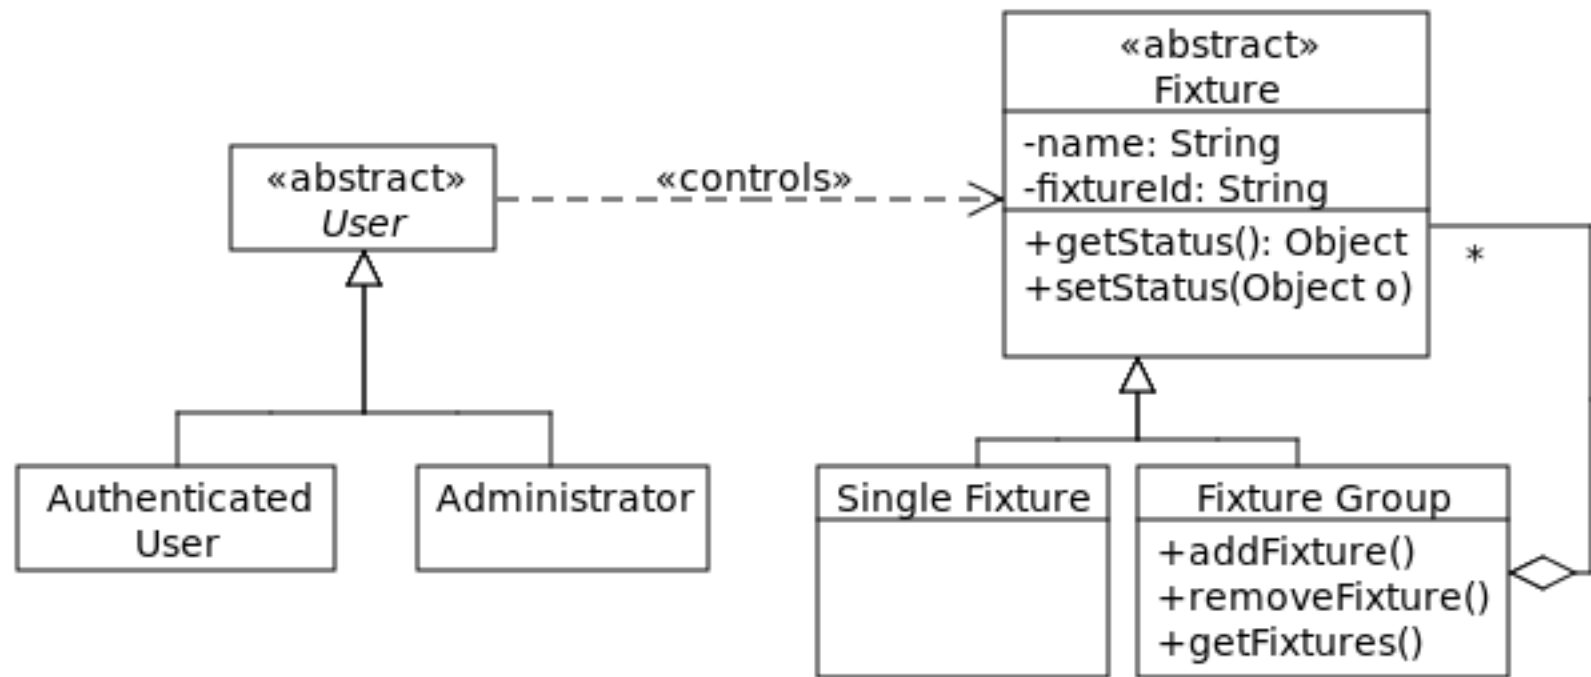 «abstract»
Fixture
-name: String
-fixtureId: String
+getStatus(): Object
+setStatus(Object o)
*
«abstract»
User
«controls»
Authenticated
User
Administrator
Single Fixture
Fixture Group
+addFixture()
+removeFixture()
+getFixtures()